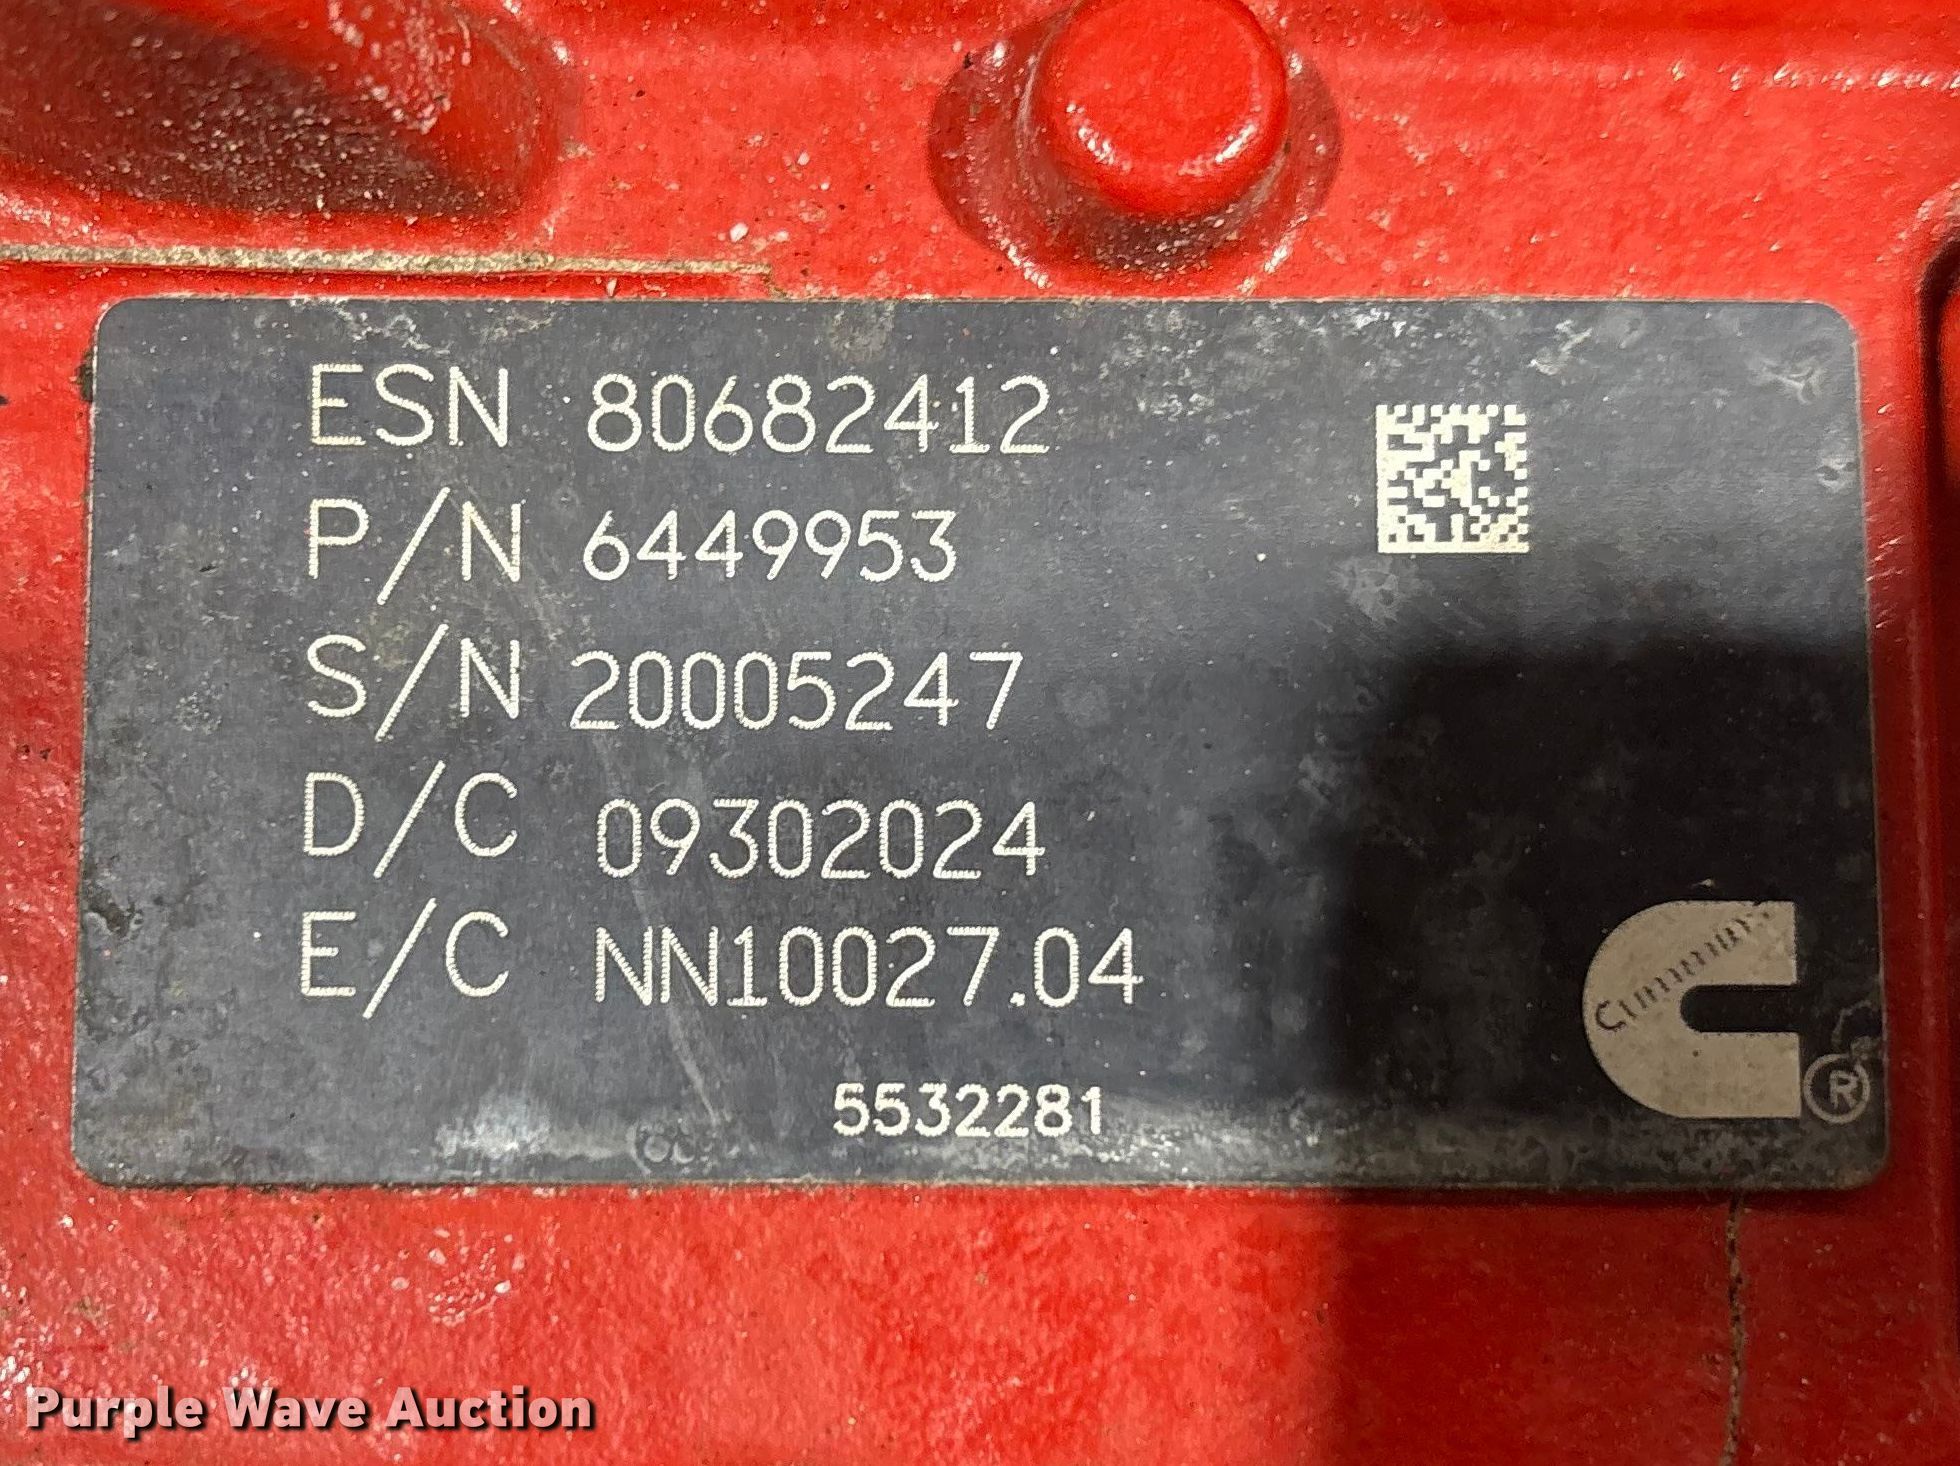 ESN 80682412
P/N 6449953
S/N 20005247
D/C 09302024
E/C NN10027.04
Cummins
®
5532281
Purple Wave Auction